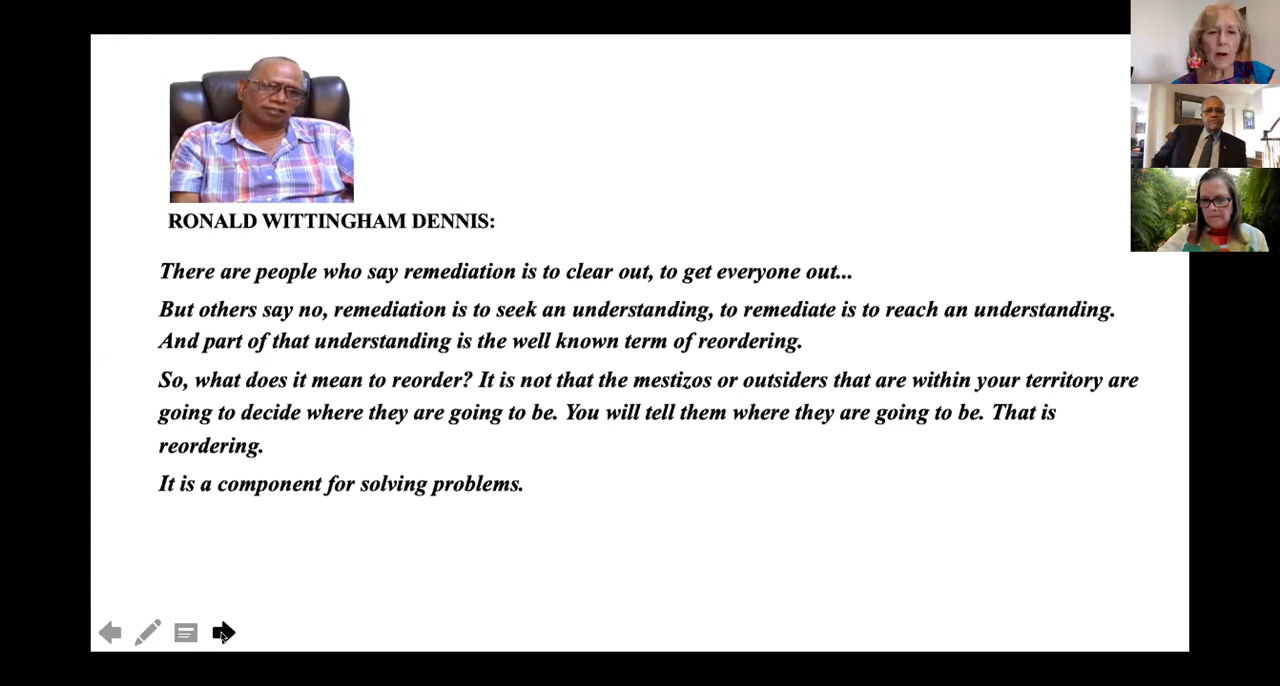 RONALD WITTINGHAM DENNIS:
There are people who say remediation is to clear out, to get everyone out...
But others say no, remediation is to seek an understanding, to remediate is to reach an understanding.
And part of that understanding is the well known term of reordering.
So, what does it mean to reorder? It is not that the mestizos or outsiders that are within your territory are
going to decide where they are going to be. You will tell them where they are going to be. That is
reordering.
It is a component for solving problems.